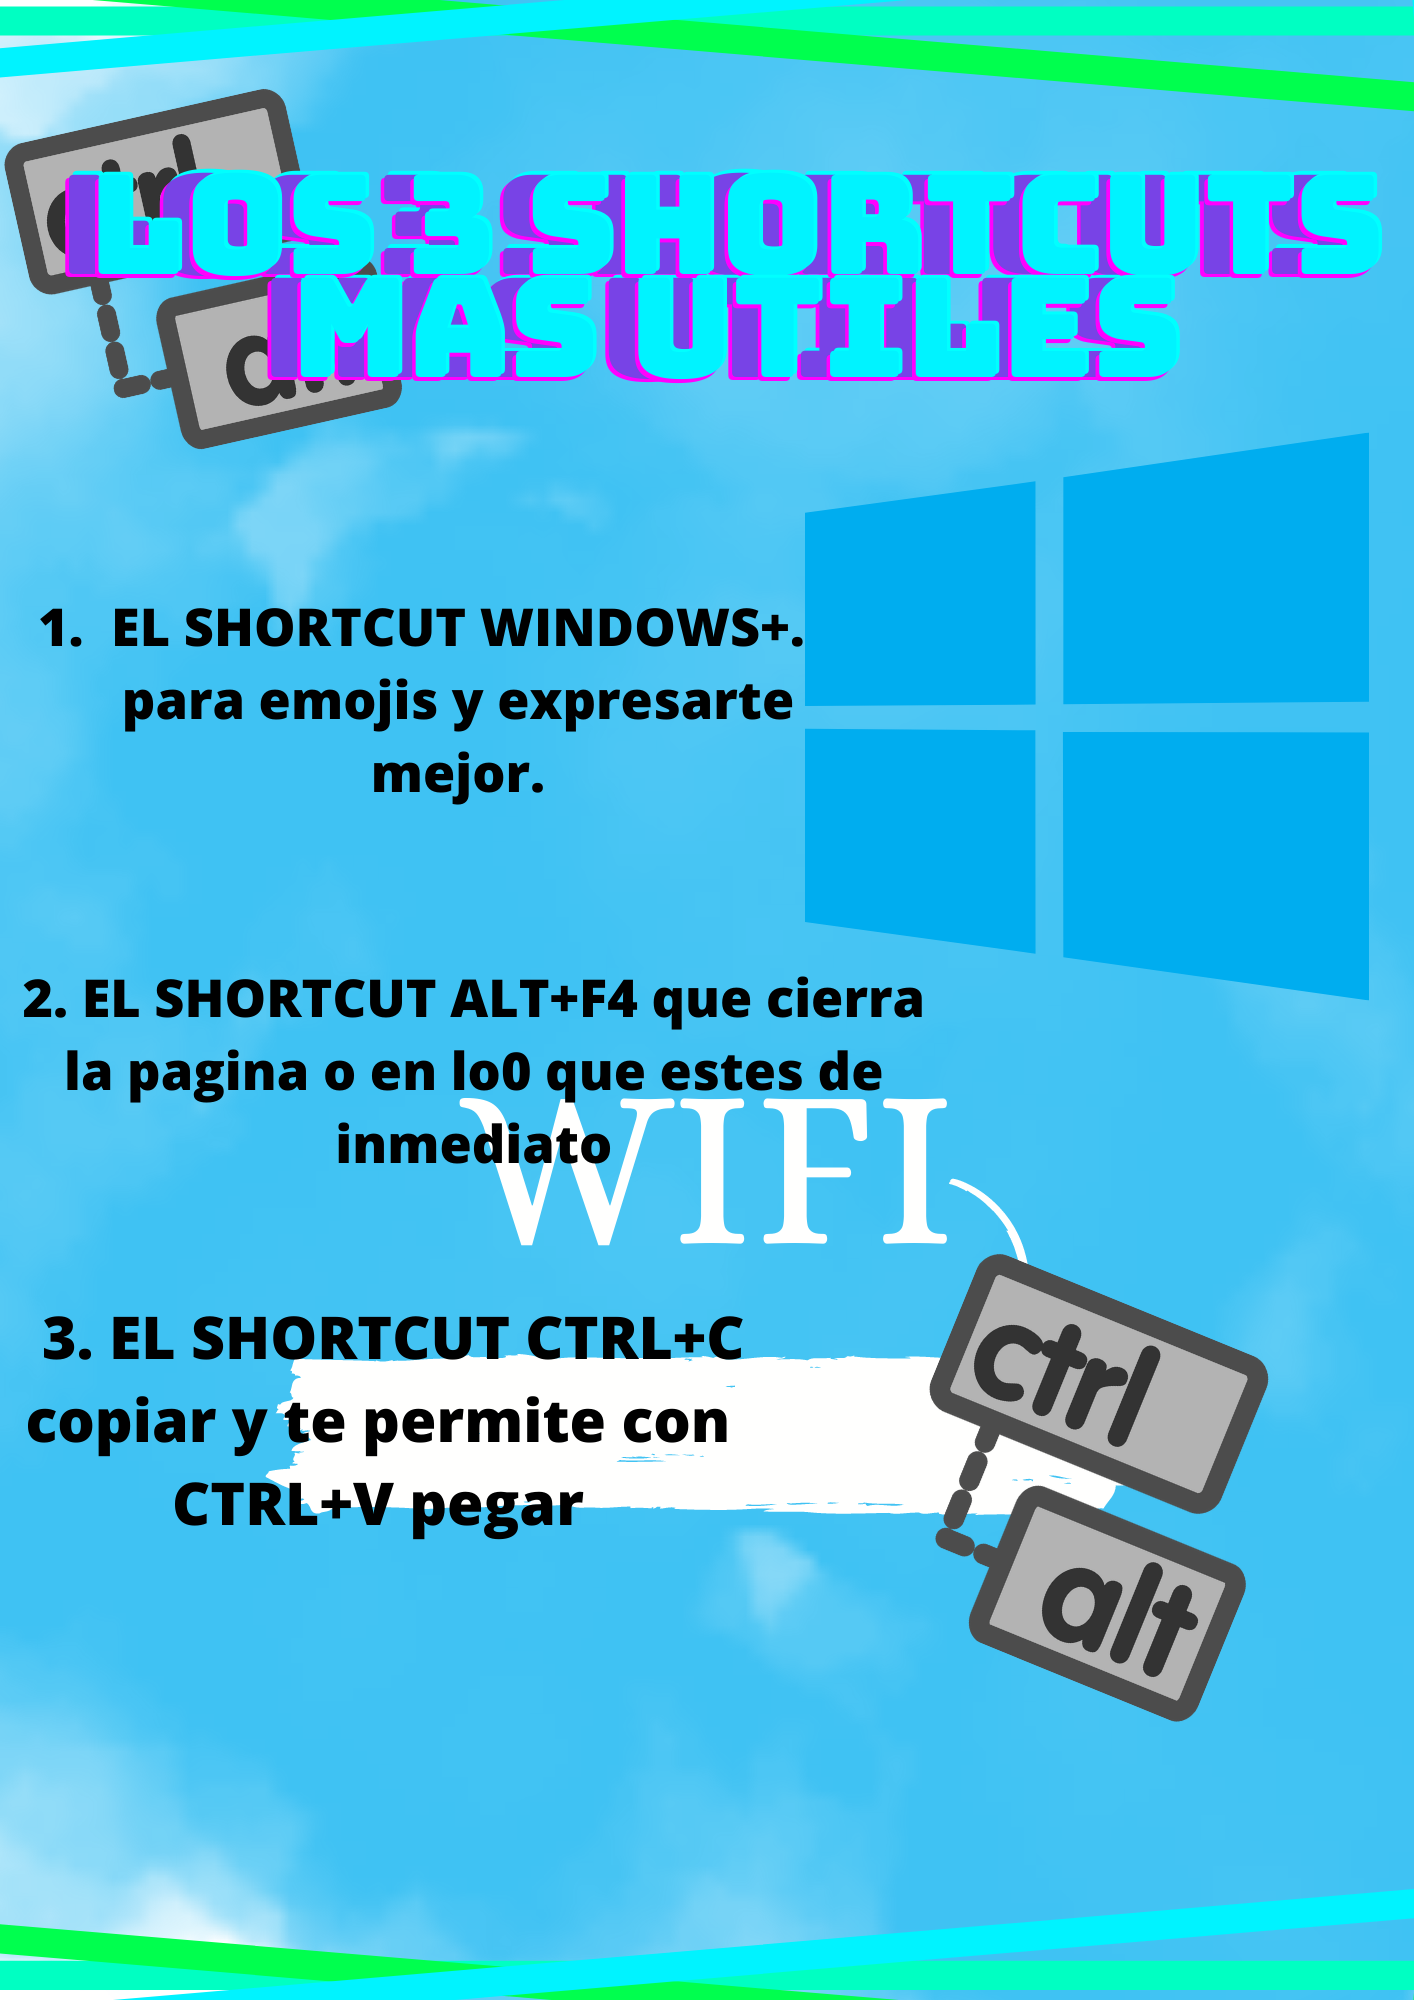 ctrl
LOS 3 SHORTCUTS
MAS UTILES
alt
1. EL SHORTCUT WINDOWS+.
para emojis y expresarte
mejor.
2. EL SHORTCUT ALT+F4 que cierra
la pagina o en lo0 que estes de
inmediato
WIFI
3. EL SHORTCUT CTRL+C
copiar y te permite con
CTRL+V pegar
ctrl
alt